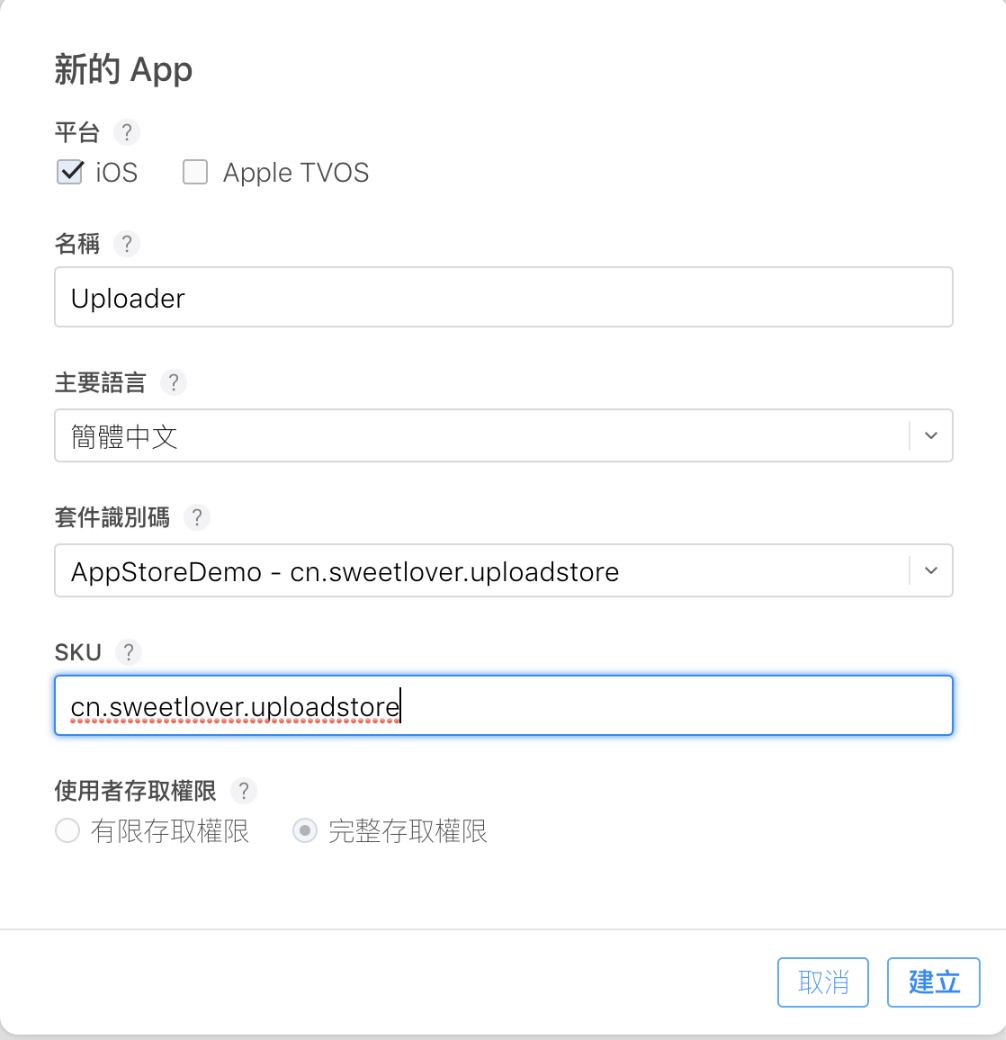 新的 App
平台 ?
iOS Apple TVOS
名稱 ?
Uploader
主要語言 ?
簡體中文
套件識別碼 ?
AppStoreDemo - cn.sweetlover.uploadstore
SKU ?
cn.sweetlover.uploadstore
使用者存取權限 ?
有限存取權限 完整存取權限
取消 建立